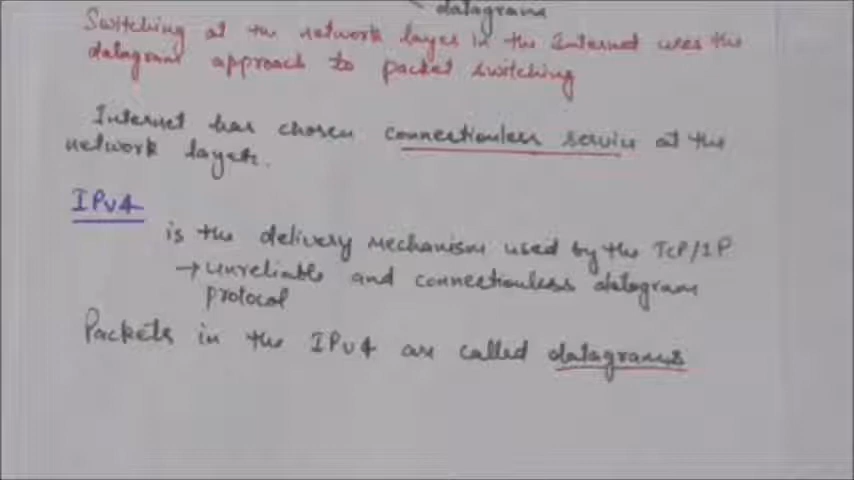 datagrams
Switching at the network layer in the Internet uses the
datagram approach to packet switching
Internet has chosen connectionless service at the
network layer.
IPv4
is the delivery mechanism used by the TCP/IP
→ unreliable and connectionless datagram
protocol
Packets in the IPv4 are called datagrams